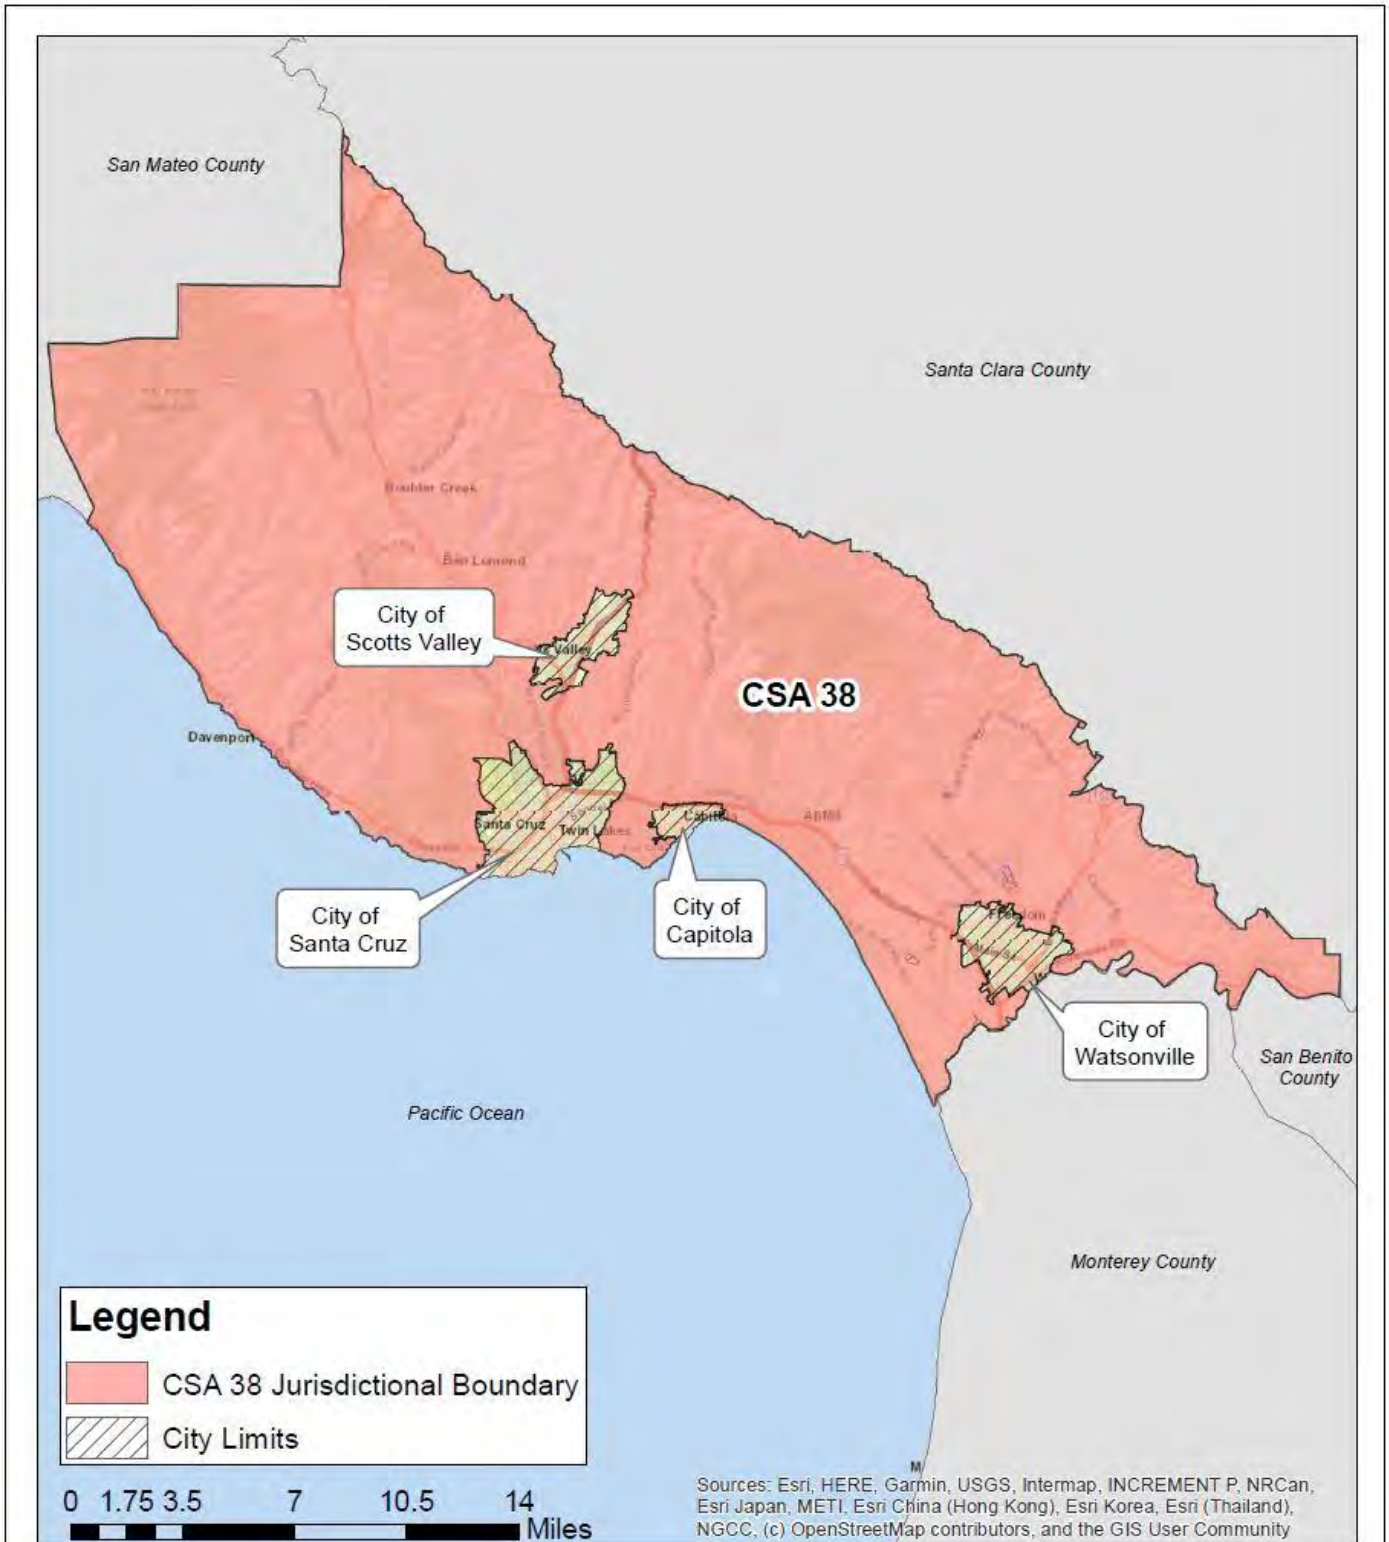 San Mateo County
Santa Clara County
Boulder Creek
Ben Lomond
City of
Scotts Valley
Valley
CSA 38
Davenport
Santa Cruz
Twin Lakes
Capitola
Aptos
City of
Santa Cruz
City of
Capitola
Freedom
City of
Watsonville
San Benito
County
Pacific Ocean
Monterey County
Legend
CSA 38 Jurisdictional Boundary
City Limits
0 1.75 3.5 7 10.5 14
Miles
M
Sources: Esri, HERE, Garmin, USGS, Intermap, INCREMENT P, NRCan,
Esri Japan, METI, Esri China (Hong Kong), Esri Korea, Esri (Thailand),
NGCC, (c) OpenStreetMap contributors, and the GIS User Community